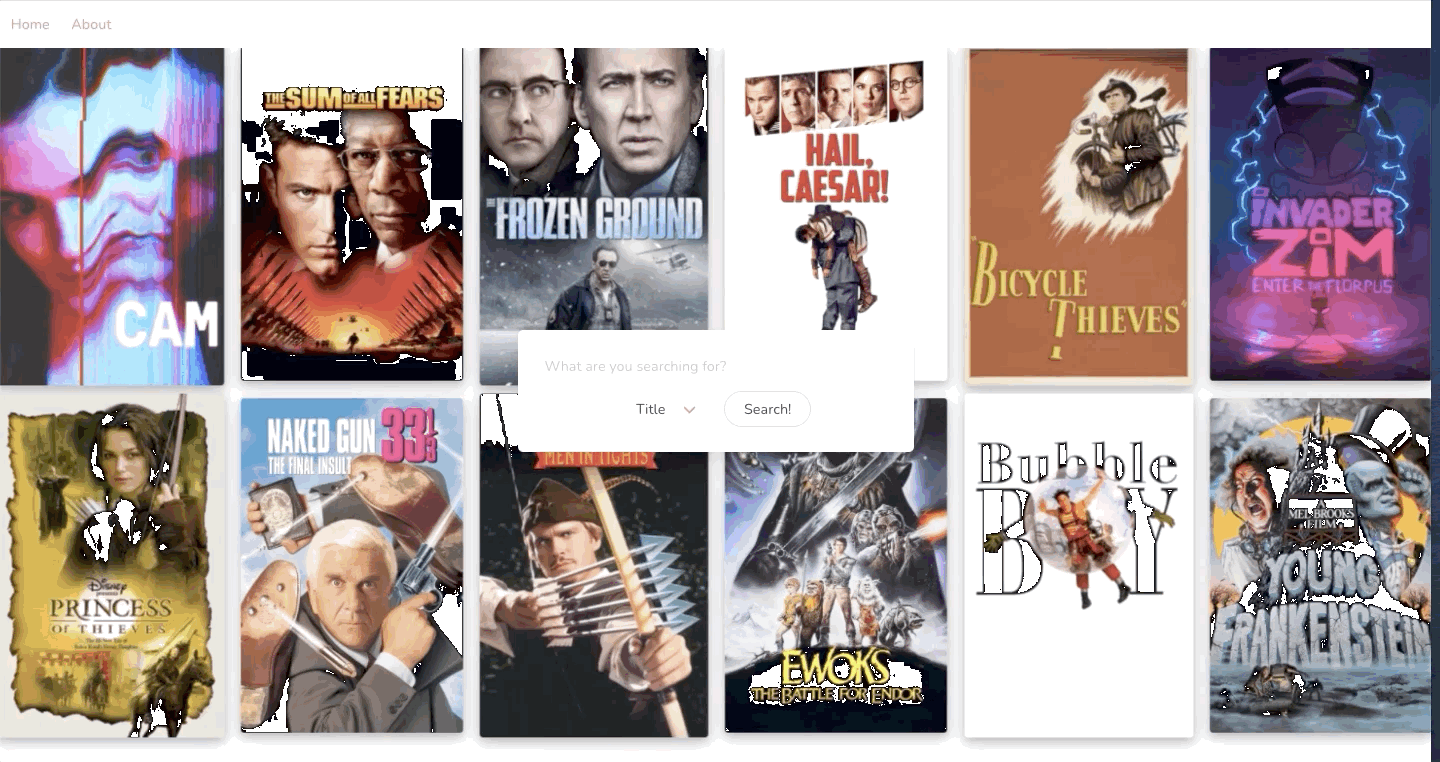 Home About
CAM
THE SUM OF ALL FEARS
THE
FROZEN GROUND
HAIL,
CAESAR!
"BICYCLE
THIEVES"
INVADER
ZIM
ENTER THE FLORPUS
What are you searching for?
Title Search!
DISNEY
presents
PRINCESS
OF THIEVES
NAKED GUN 33 1/3
THE FINAL INSULT
MEN IN TIGHTS
EWOKS
THE BATTLE FOR ENDOR
Bubble
BOY
MEL BROOKS
FILM
YOUNG
FRANKENSTEIN